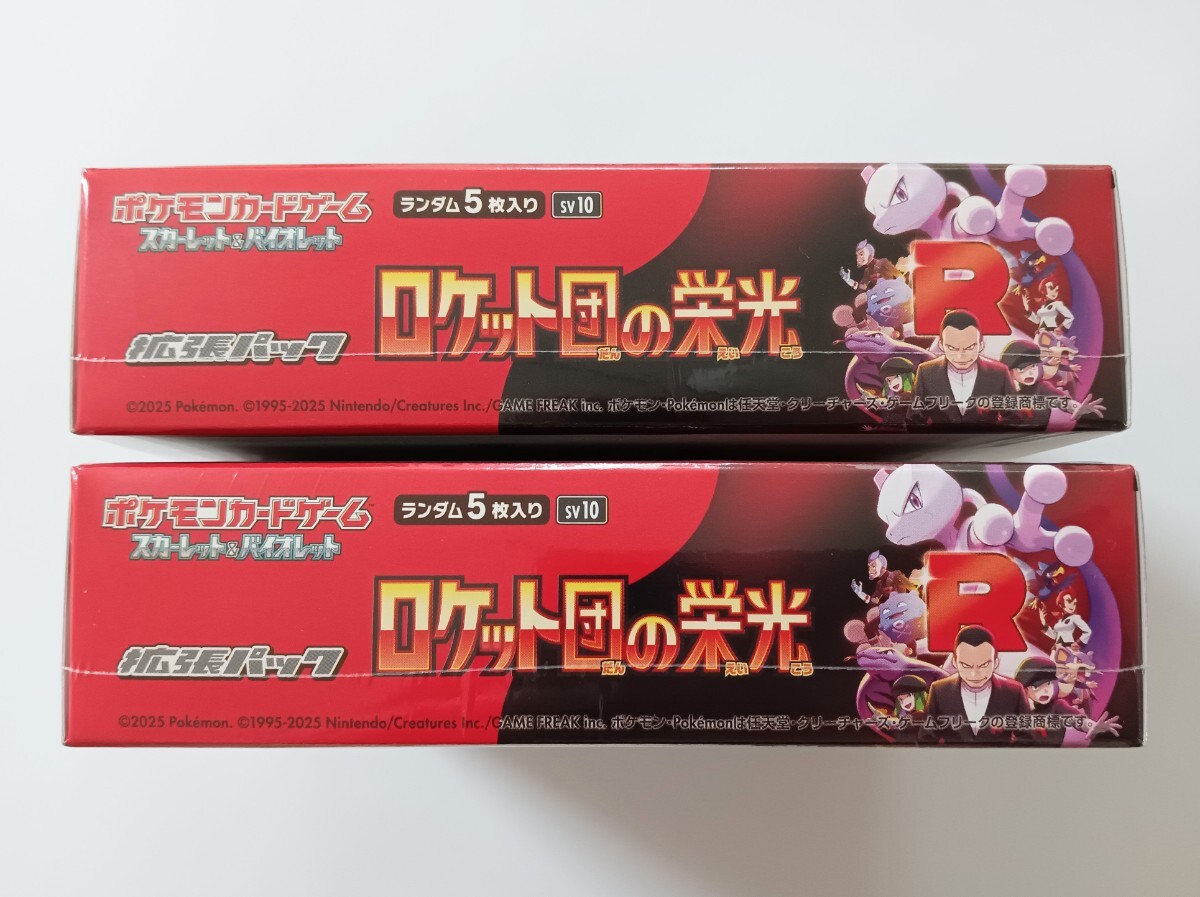 ポケモンカードゲーム™
スカーレット&バイオレット
ランダム5枚入り SV10
ロケット団の栄光
だん えい こう
拡張パック
R
©2025 Pokémon. ©1995-2025 Nintendo/Creatures Inc./GAME FREAK inc. ポケモン・Pokémonは任天堂・クリーチャーズ・ゲームフリークの登録商標です。
ポケモンカードゲーム™
スカーレット&バイオレット
ランダム5枚入り SV10
ロケット団の栄光
だん えい こう
拡張パック
R
©2025 Pokémon. ©1995-2025 Nintendo/Creatures Inc./GAME FREAK inc. ポケモン・Pokémonは任天堂・クリーチャーズ・ゲームフリークの登録商標です。